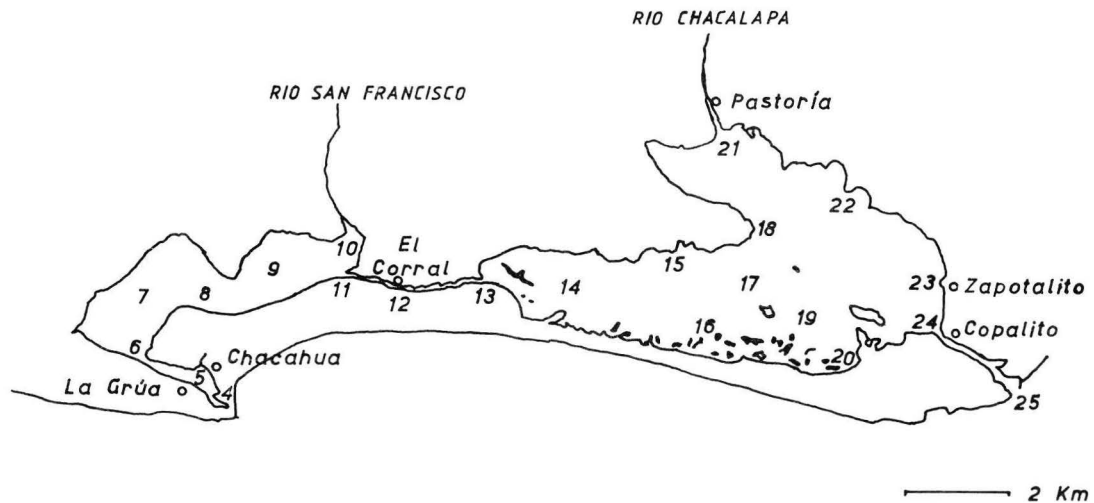 RIO CHACALAPA
RIO SAN FRANCISCO
Pastoría
21
22
18
10
El
Corral
9
15
7
8
11
12
13
14
17
23
Zapotalito
16
19
24
Copalito
6
Chacahua
20
5
La Grúa
4
25
2 Km